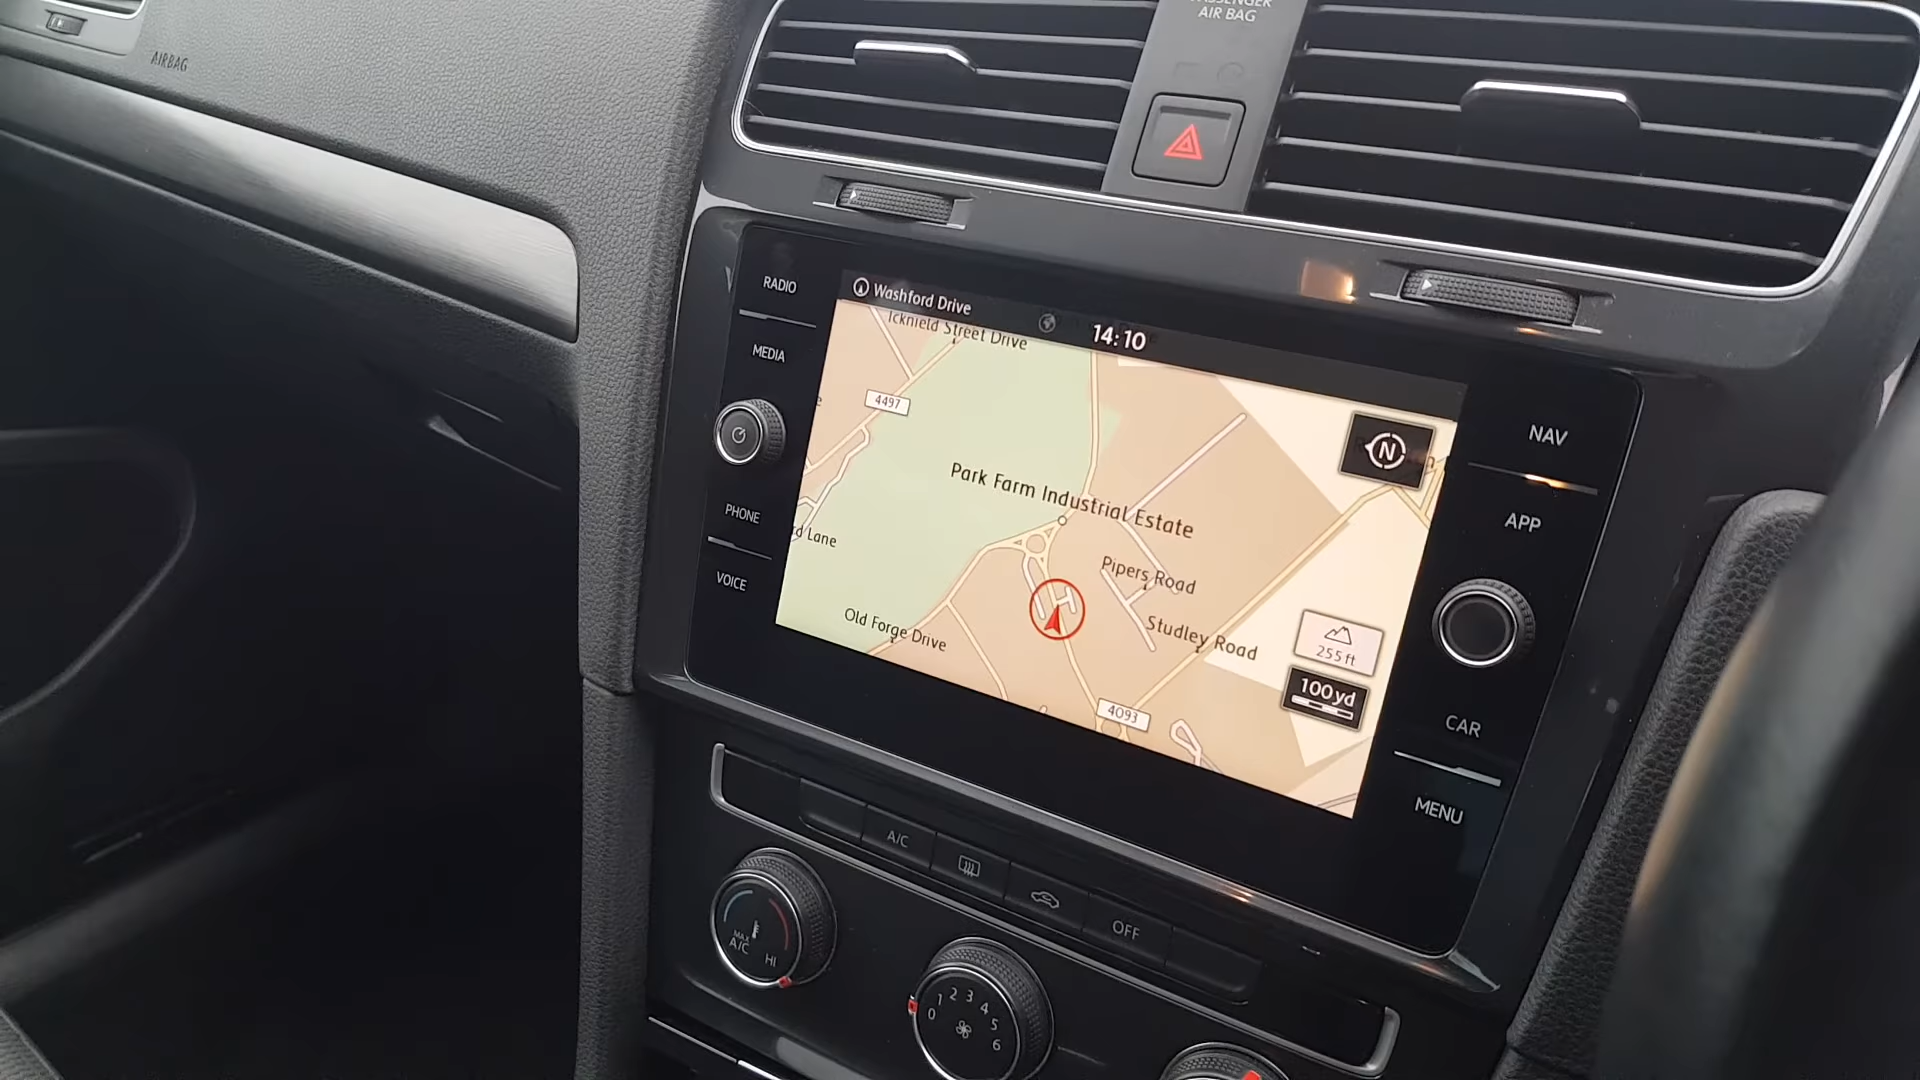 PASSENGER
AIR BAG
AIRBAG
RADIO
MEDIA
PHONE
VOICE
Washford Drive
14:10
Icknield Street Drive
4497
Park Farm Industrial Estate
d Lane
Pipers Road
Old Forge Drive
Studley Road
4093
N
255 ft
100yd
NAV
APP
CAR
MENU
A/C
OFF
MAX
A/C
HI
0 1 2 3 4 5 6